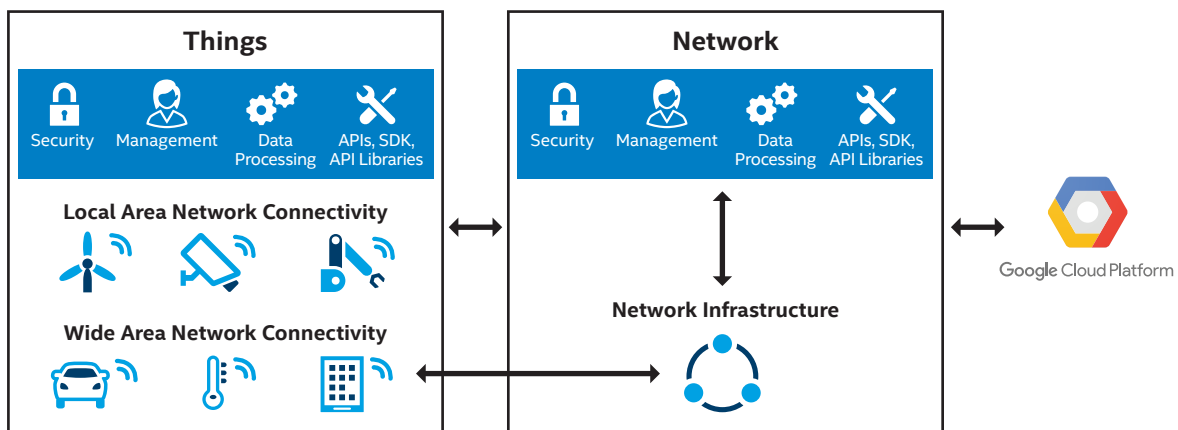 Things
Security
Management
Data
Processing
APIs, SDK,
API Libraries
Local Area Network Connectivity
Wide Area Network Connectivity
Network
Security
Management
Data
Processing
APIs, SDK,
API Libraries
Network Infrastructure
Google Cloud Platform